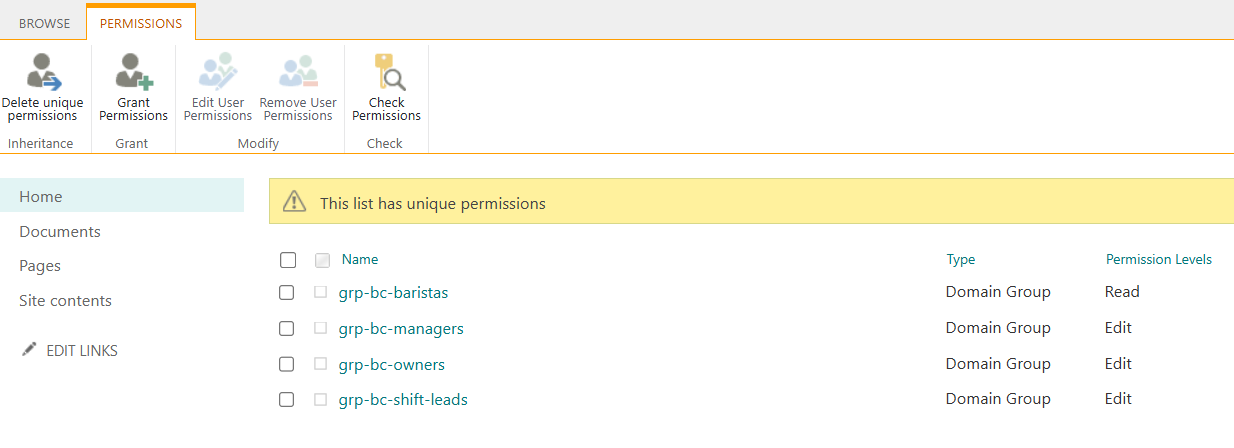 BROWSE PERMISSIONS
Delete unique permissions
Grant Permissions
Edit User Permissions
Remove User Permissions
Check Permissions
Inheritance Grant Modify Check
Home
Documents
Pages
Site contents
EDIT LINKS
This list has unique permissions
Name Type Permission Levels
grp-bc-baristas Domain Group Read
grp-bc-managers Domain Group Edit
grp-bc-owners Domain Group Edit
grp-bc-shift-leads Domain Group Edit